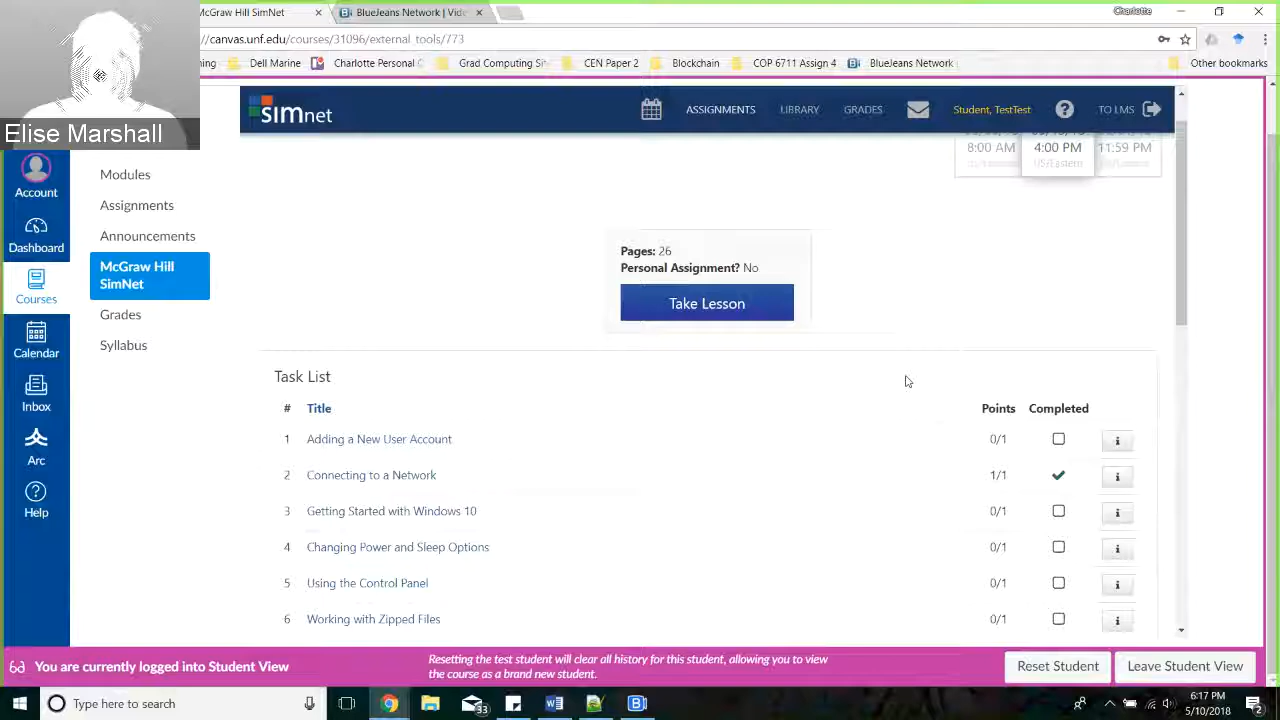 McGraw Hill SimNet
BlueJeans Network | Vide
Charlotte
//canvas.unf.edu/courses/31096/external_tools/773
ning
Dell Marine
Charlotte Personal C
Grad Computing Sir
CEN Paper 2
Blockchain
COP 6711 Assign 4
BlueJeans Network
Other bookmarks
Elise Marshall
simnet
ASSIGNMENTS
LIBRARY
GRADES
Student, TestTest
TO LMS
8:00 AM
4:00 PM
11:59 PM
US/Eastern
Account
Dashboard
Courses
Calendar
Inbox
Arc
Help
Modules
Assignments
Announcements
McGraw Hill
SimNet
Grades
Syllabus
Pages: 26
Personal Assignment? No
Take Lesson
Task List
# Title Points Completed
1 Adding a New User Account 0/1
2 Connecting to a Network 1/1
3 Getting Started with Windows 10 0/1
4 Changing Power and Sleep Options 0/1
5 Using the Control Panel 0/1
6 Working with Zipped Files 0/1
You are currently logged into Student View
Resetting the test student will clear all history for this student, allowing you to view
the course as a brand new student.
Reset Student
Leave Student View
Type here to search
33
6:17 PM
5/10/2018
2